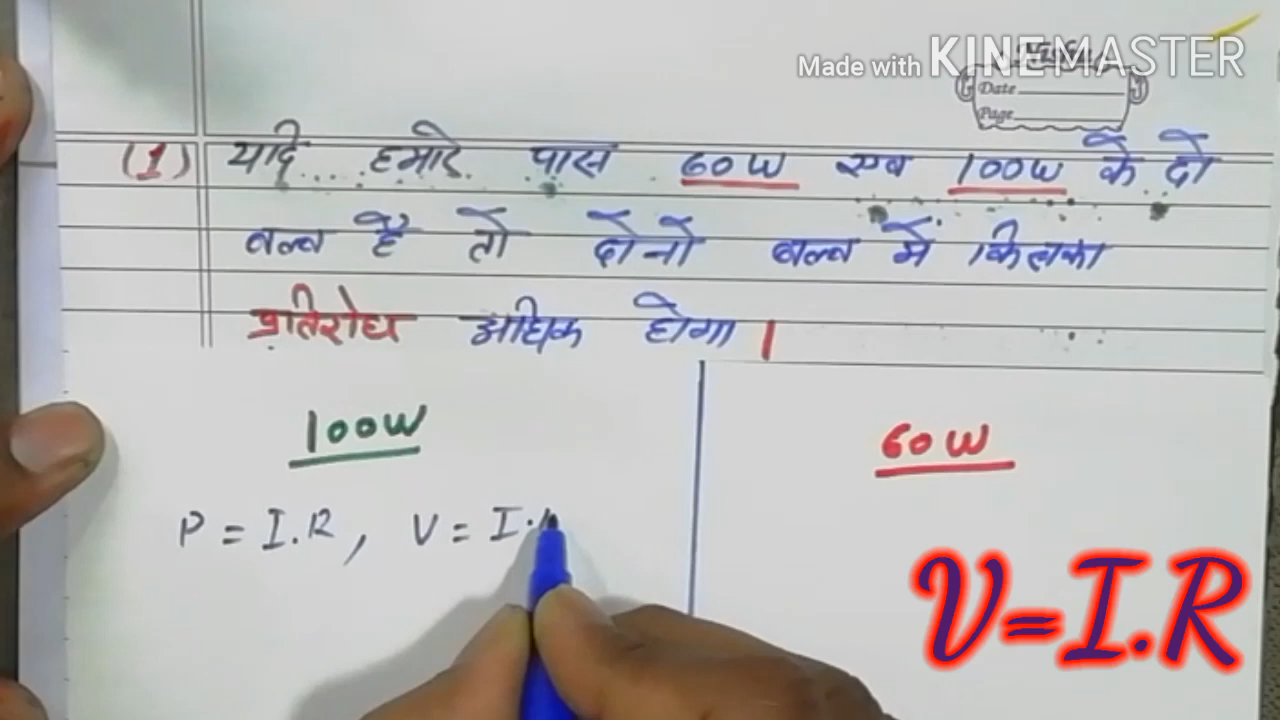 Made with KINEMASTER
Date
Page
(1) यदि हमारे पास 60W एवं 100W के दो
बल्ब है तो दोनो बल्ब में किसका
प्रतिरोध अधिक होगा।
100W
60W
P = I.R, V = I.
V=I.R